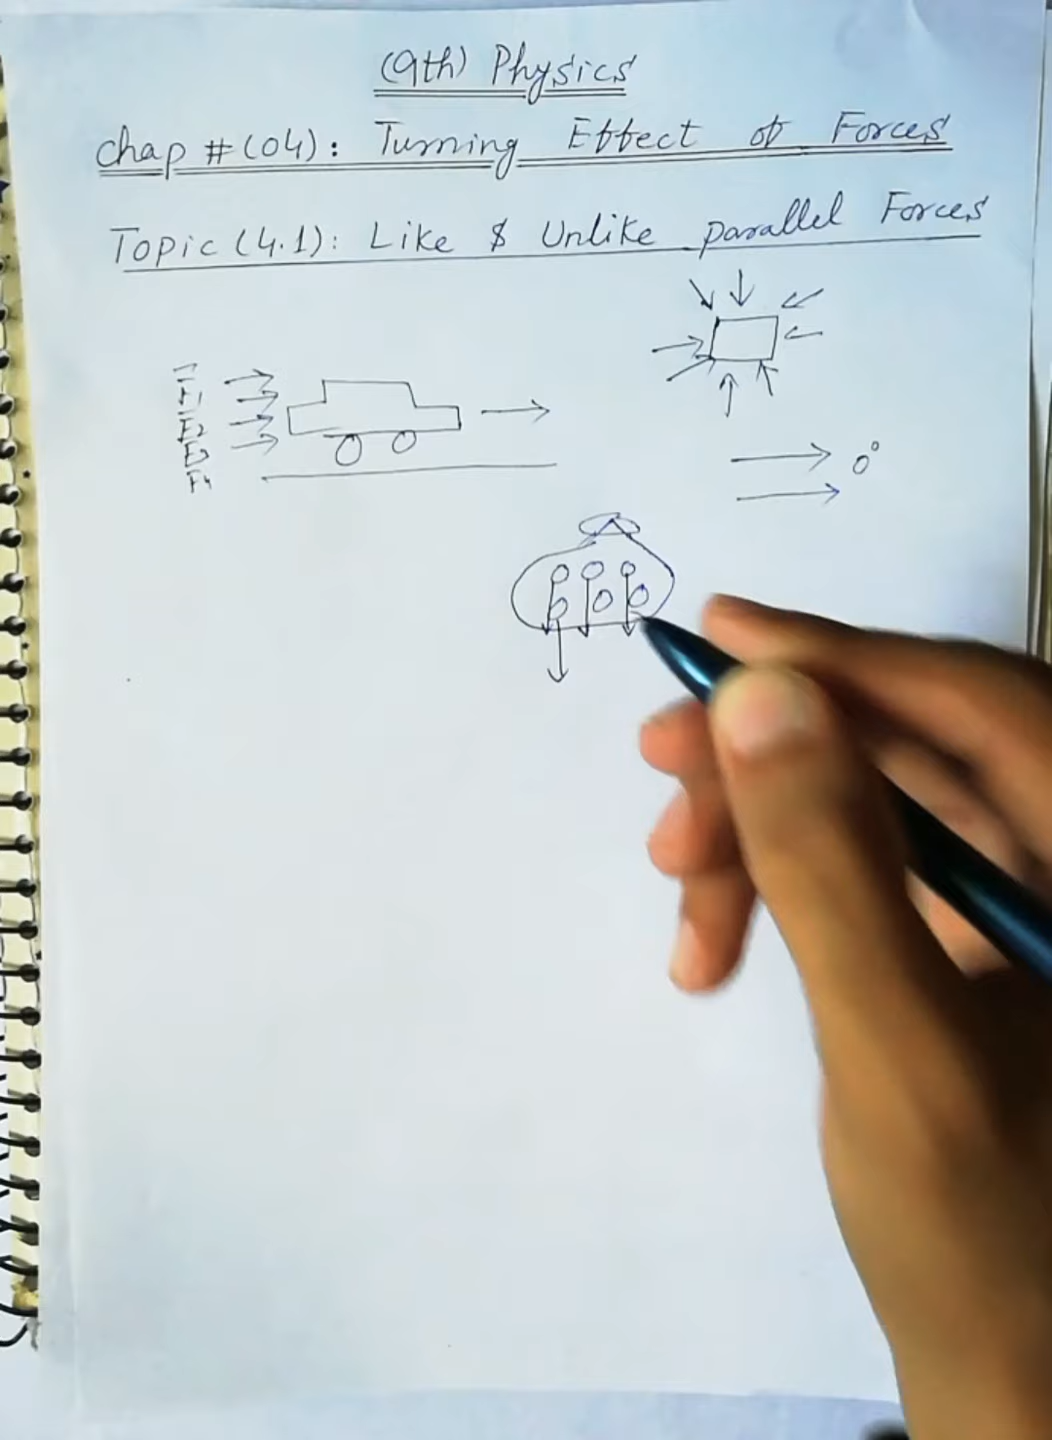 (9th) Physics
Chap # (04): Turning Effect of Forces
Topic (4.1): Like & Unlike parallel Forces
F1
F2
F3
F4
0°